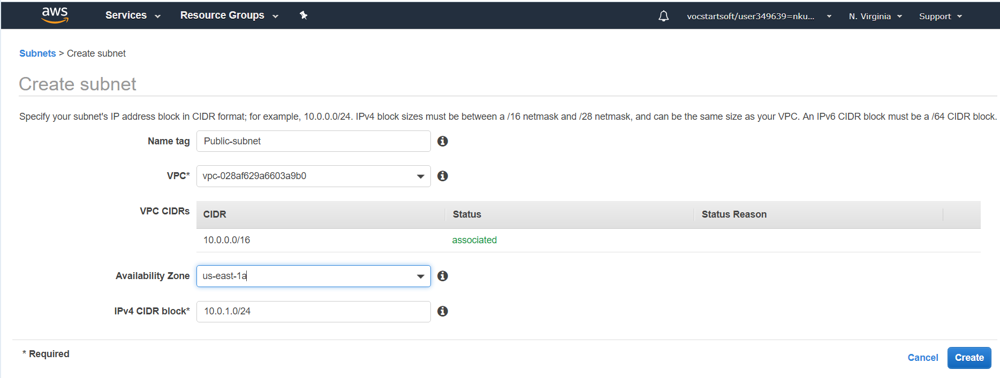 aws Services Resource Groups vocstartsoft/user349639=nku... N. Virginia Support
Subnets > Create subnet
Create subnet
Specify your subnet's IP address block in CIDR format; for example, 10.0.0.0/24. IPv4 block sizes must be between a /16 netmask and /28 netmask, and can be the same size as your VPC. An IPv6 CIDR block must be a /64 CIDR block.
Name tag Public-subnet
VPC* vpc-028af629a6603a9b0
VPC CIDRs CIDR Status Status Reason
10.0.0.0/16 associated
Availability Zone us-east-1a
IPv4 CIDR block* 10.0.1.0/24
* Required
Cancel Create